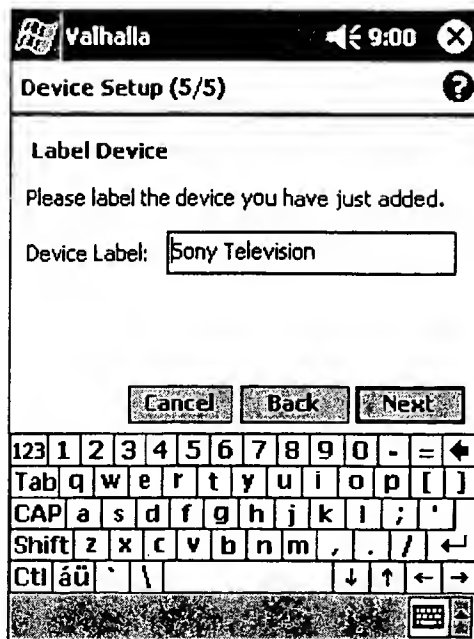 Valhalla 9:00
Device Setup (5/5)
Label Device
Please label the device you have just added.
Device Label: Sony Television
Cancel Back Next
123 1 2 3 4 5 6 7 8 9 0 - =
Tab q w e r t y u i o p [ ]
CAP a s d f g h j k l ; '
Shift z x c v b n m , . /
Ctl áü ` \